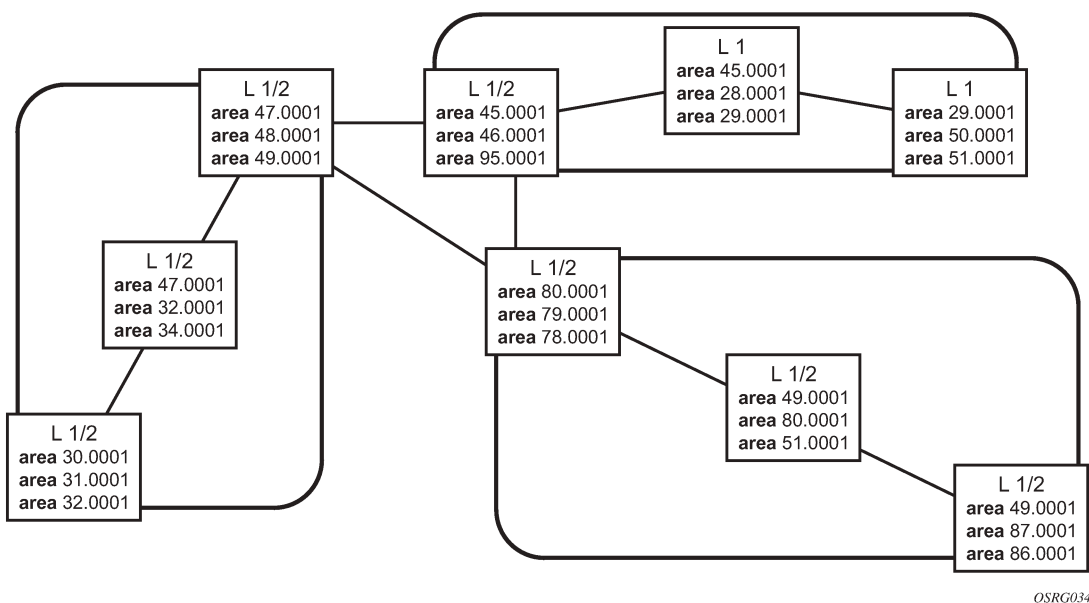 L 1/2
area 47.0001
area 48.0001
area 49.0001
L 1/2
area 45.0001
area 46.0001
area 95.0001
L 1
area 45.0001
area 28.0001
area 29.0001
L 1
area 29.0001
area 50.0001
area 51.0001
L 1/2
area 47.0001
area 32.0001
area 34.0001
L 1/2
area 80.0001
area 79.0001
area 78.0001
L 1/2
area 30.0001
area 31.0001
area 32.0001
L 1/2
area 49.0001
area 80.0001
area 51.0001
L 1/2
area 49.0001
area 87.0001
area 86.0001
OSRG034